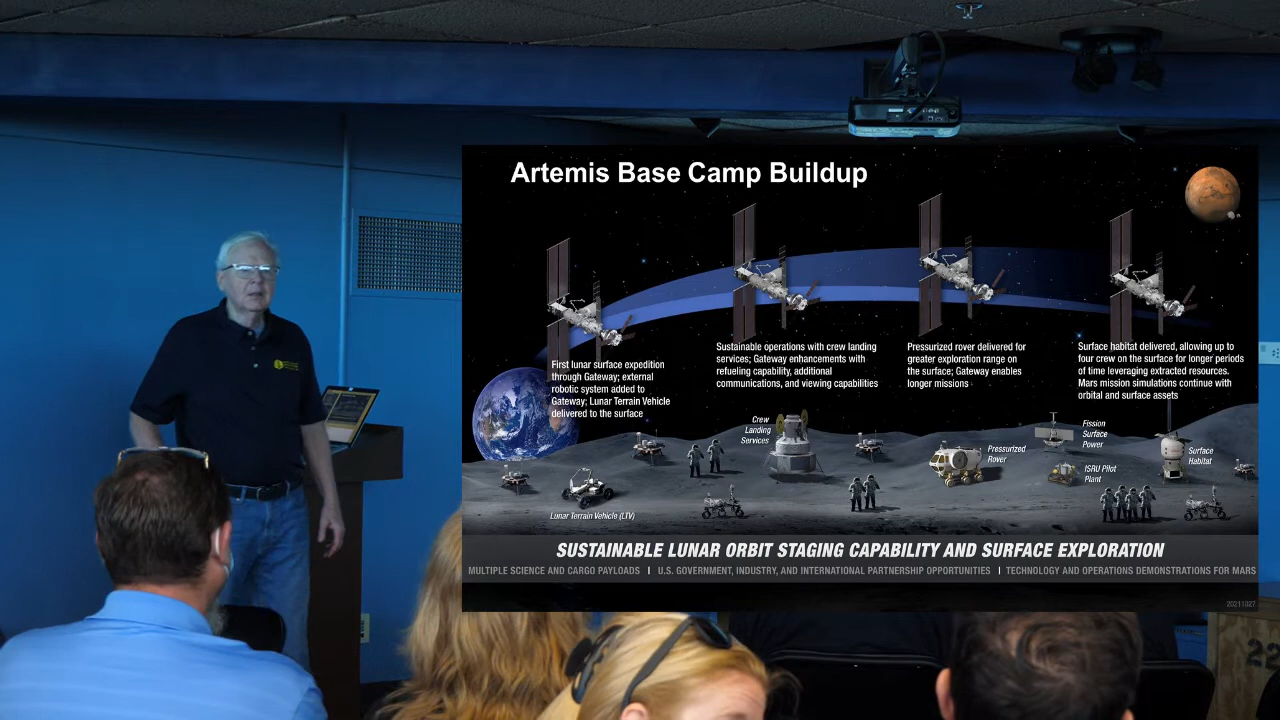 Artemis Base Camp Buildup
First lunar surface expedition
through Gateway; external
robotic system added to
Gateway; Lunar Terrain Vehicle
delivered to the surface
Sustainable operations with crew landing
services; Gateway enhancements with
refueling capability, additional
communications, and viewing capabilities
Pressurized rover delivered for
greater exploration range on
the surface; Gateway enables
longer missions
Surface habitat delivered, allowing up to
four crew on the surface for longer periods
of time leveraging extracted resources.
Mars mission simulations continue with
orbital and surface assets
Crew
Landing
Services
Fission
Surface
Power
Pressurized
Rover
ISRU Pilot
Plant
Surface
Habitat
Lunar Terrain Vehicle (LTV)
SUSTAINABLE LUNAR ORBIT STAGING CAPABILITY AND SURFACE EXPLORATION
MULTIPLE SCIENCE AND CARGO PAYLOADS | U.S. GOVERNMENT, INDUSTRY, AND INTERNATIONAL PARTNERSHIP OPPORTUNITIES | TECHNOLOGY AND OPERATIONS DEMONSTRATIONS FOR MARS
20211027
22